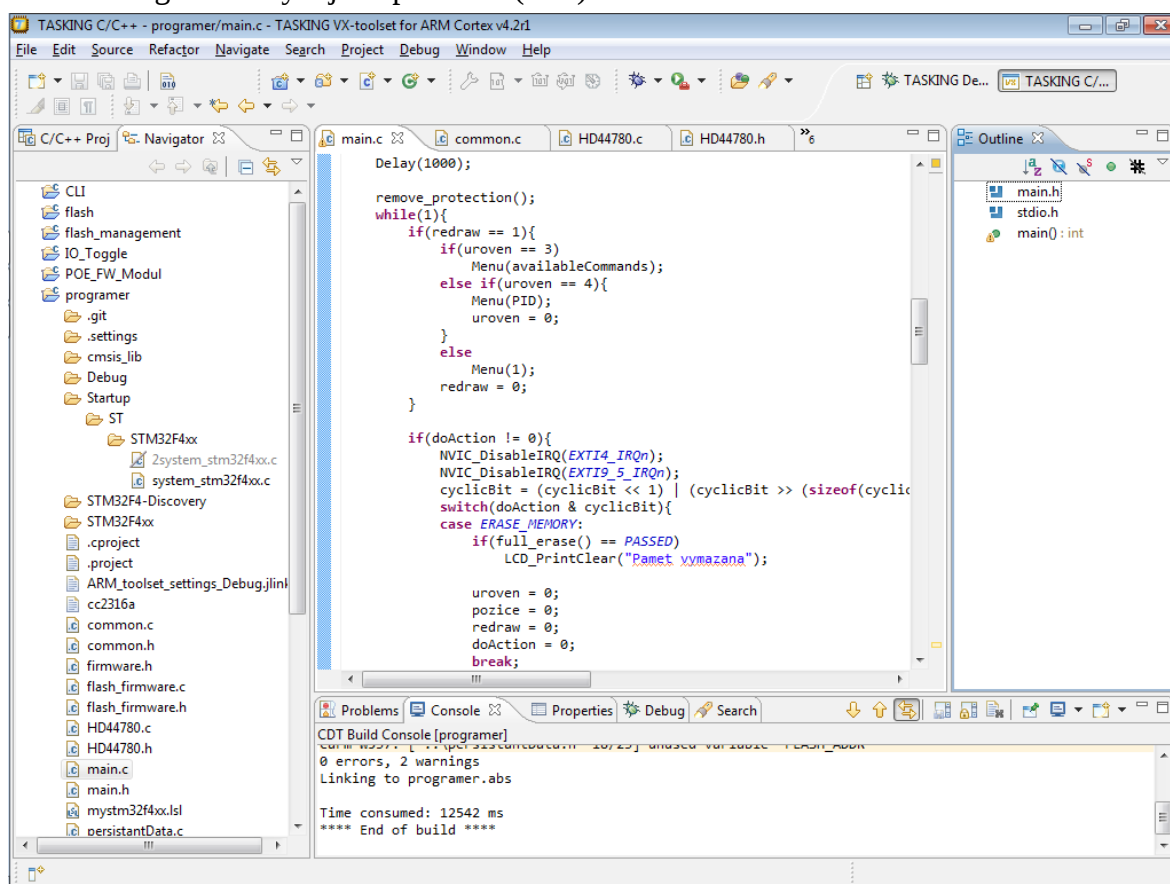 TASKING C/C++ - programer/main.c - TASKING VX-toolset for ARM Cortex v4.2r1
File Edit Source Refactor Navigate Search Project Debug Window Help
TASKING De... TASKING C/...
C/C++ Proj Navigator
main.c common.c HD44780.c HD44780.h »6
Outline
CLI
flash
flash_management
IO_Toggle
POE_FW_Modul
programer
.git
.settings
cmsis_lib
Debug
Startup
ST
STM32F4xx
2system_stm32f4xx.c
system_stm32f4xx.c
STM32F4-Discovery
STM32F4xx
.cproject
.project
ARM_toolset_settings_Debug.jlink
cc2316a
common.c
common.h
firmware.h
flash_firmware.c
flash_firmware.h
HD44780.c
HD44780.h
main.c
main.h
mystm32f4xx.lsl
persistantData.c
Delay(1000);
remove_protection();
while(1){
if(redraw == 1){
if(uroven == 3)
Menu(availableCommands);
else if(uroven == 4){
Menu(PID);
uroven = 0;
}
else
Menu(1);
redraw = 0;
}
if(doAction != 0){
NVIC_DisableIRQ(EXTI4_IRQn);
NVIC_DisableIRQ(EXTI9_5_IRQn);
cyclicBit = (cyclicBit << 1) | (cyclicBit >> (sizeof(cyclic
switch(doAction & cyclicBit){
case ERASE_MEMORY:
if(full_erase() == PASSED)
LCD_PrintClear("Pamet vymazana");
uroven = 0;
pozice = 0;
redraw = 0;
doAction = 0;
break;
main.h
stdio.h
main() : int
Problems Console Properties Debug Search
CDT Build Console [programer]
0 errors, 2 warnings
Linking to programer.abs
Time consumed: 12542 ms
**** End of build ****